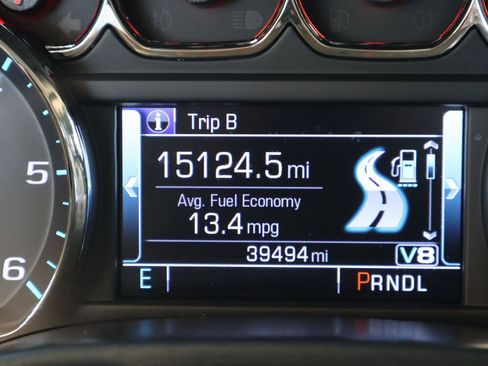 Trip B
15124.5 mi
Avg. Fuel Economy
13.4 mpg
39494 mi
V8
E
PRNDL
5
6